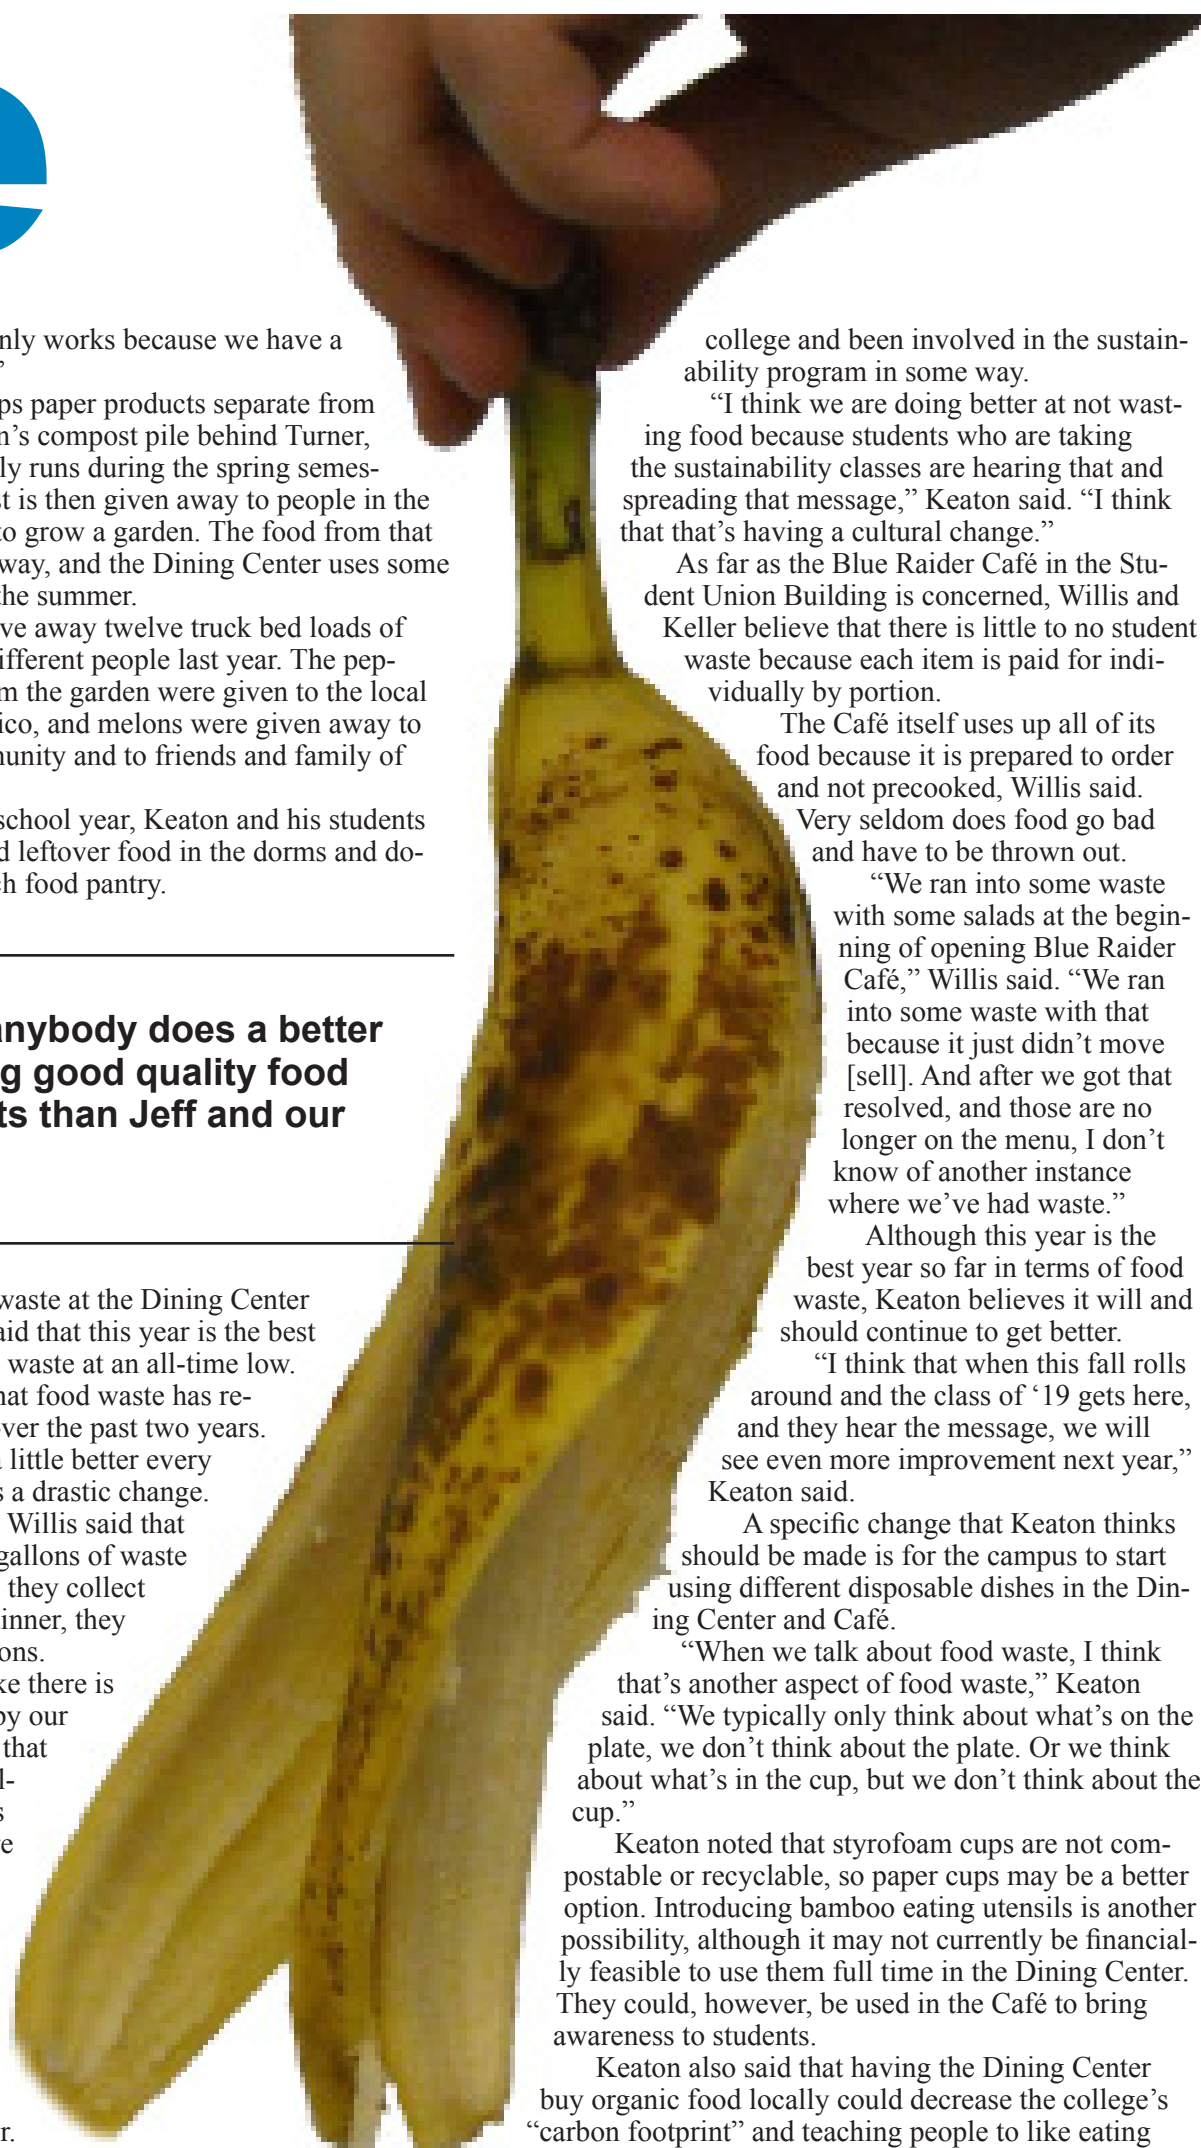 e
nly works because we have a
”
ps paper products separate from
n’s compost pile behind Turner,
ly runs during the spring semes-
st is then given away to people in the
to grow a garden. The food from that
way, and the Dining Center uses some
the summer.
ve away twelve truck bed loads of
ifferent people last year. The pep-
m the garden were given to the local
ico, and melons were given away to
unity and to friends and family of
school year, Keaton and his students
d leftover food in the dorms and do-
ch food pantry.
anybody does a better
g good quality food
ts than Jeff and our
waste at the Dining Center
aid that this year is the best
waste at an all-time low.
hat food waste has re-
over the past two years.
a little better every
s a drastic change.
Willis said that
gallons of waste
they collect
inner, they
ons.
ke there is
by our
that
l-
s
re
r.
college and been involved in the sustain-
ability program in some way.
“I think we are doing better at not wast-
ing food because students who are taking
the sustainability classes are hearing that and
spreading that message,” Keaton said. “I think
that that’s having a cultural change.”
As far as the Blue Raider Café in the Stu-
dent Union Building is concerned, Willis and
Keller believe that there is little to no student
waste because each item is paid for indi-
vidually by portion.
The Café itself uses up all of its
food because it is prepared to order
and not precooked, Willis said.
Very seldom does food go bad
and have to be thrown out.
“We ran into some waste
with some salads at the begin-
ning of opening Blue Raider
Café,” Willis said. “We ran
into some waste with that
because it just didn’t move
[sell]. And after we got that
resolved, and those are no
longer on the menu, I don’t
know of another instance
where we’ve had waste.”
Although this year is the
best year so far in terms of food
waste, Keaton believes it will and
should continue to get better.
“I think that when this fall rolls
around and the class of ‘19 gets here,
and they hear the message, we will
see even more improvement next year,”
Keaton said.
A specific change that Keaton thinks
should be made is for the campus to start
using different disposable dishes in the Din-
ing Center and Café.
“When we talk about food waste, I think
that’s another aspect of food waste,” Keaton
said. “We typically only think about what’s on the
plate, we don’t think about the plate. Or we think
about what’s in the cup, but we don’t think about the
cup.”
Keaton noted that styrofoam cups are not com-
postable or recyclable, so paper cups may be a better
option. Introducing bamboo eating utensils is another
possibility, although it may not currently be financial-
ly feasible to use them full time in the Dining Center.
They could, however, be used in the Café to bring
awareness to students.
Keaton also said that having the Dining Center
buy organic food locally could decrease the college’s
“carbon footprint” and teaching people to like eating